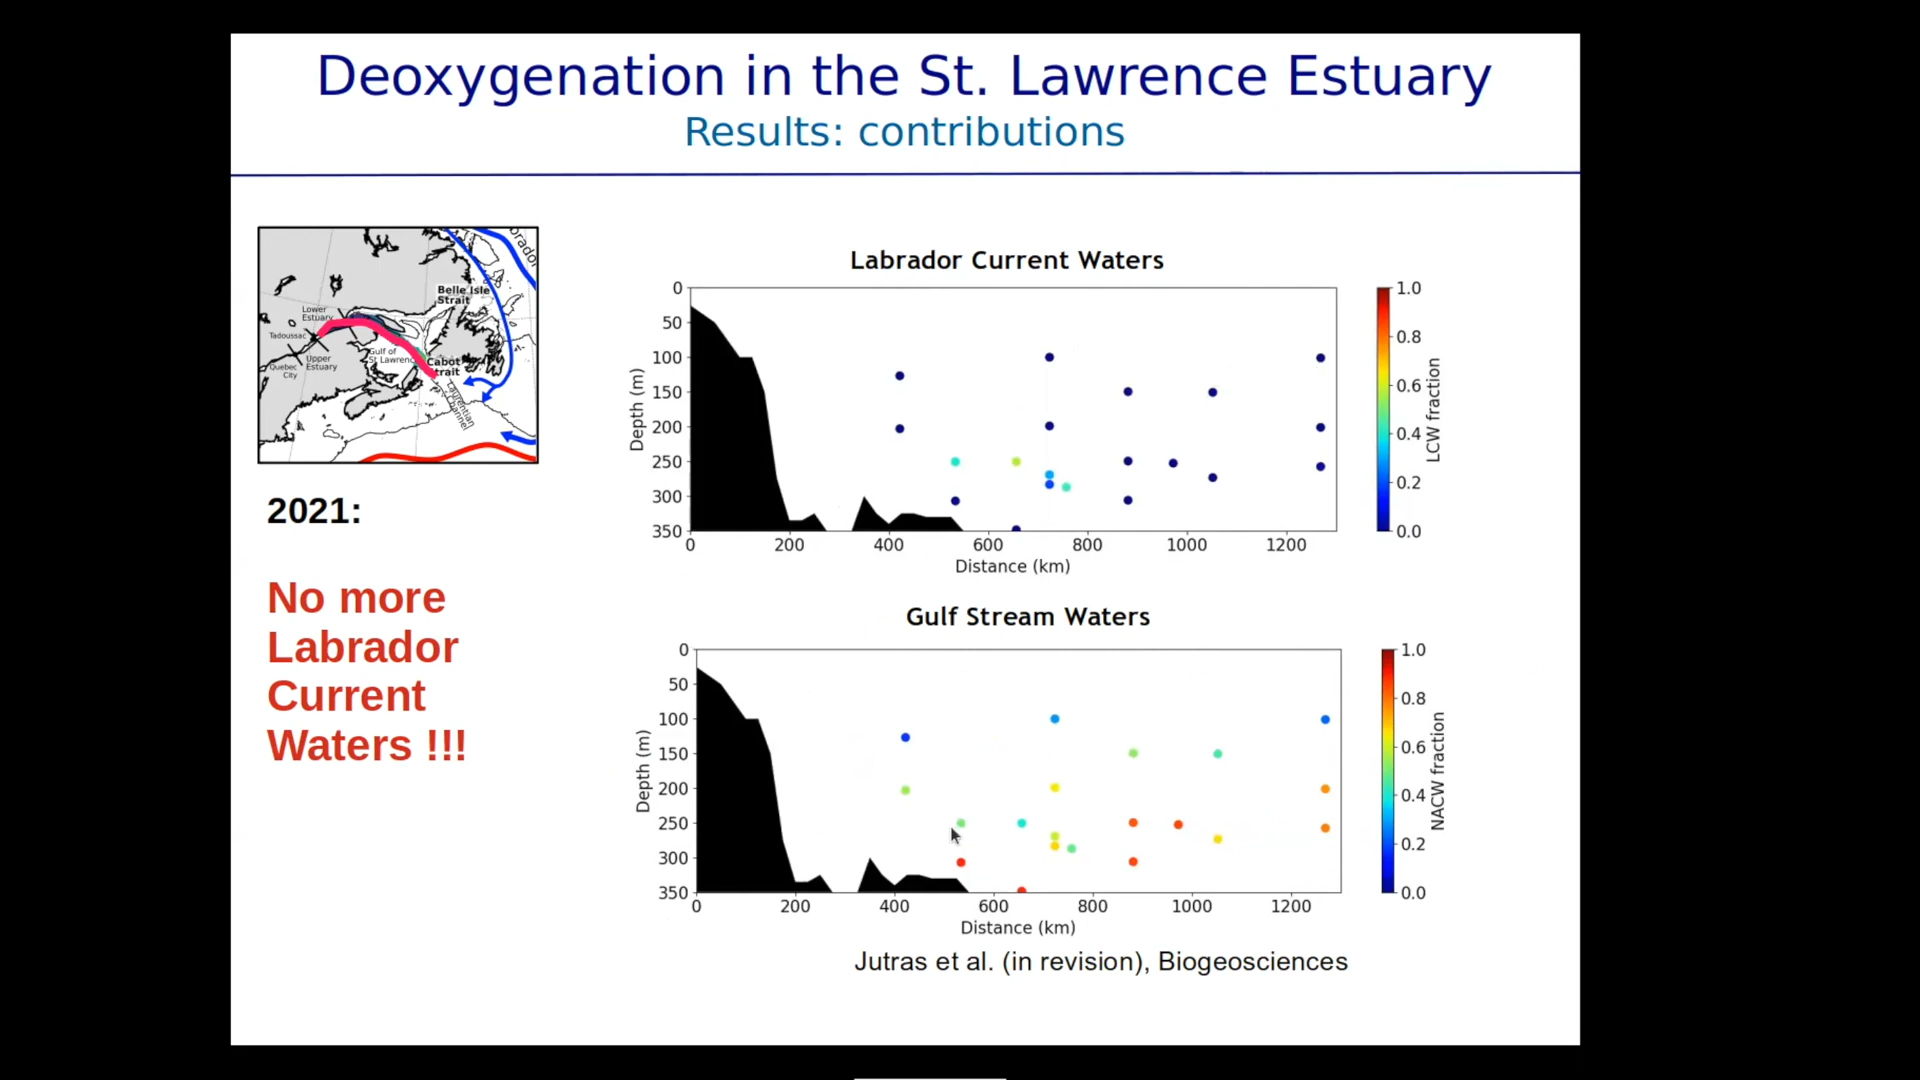 Deoxygenation in the St. Lawrence Estuary
Results: contributions
Belle Isle
Strait
Lower
Estuary
Tadoussac
Gulf of
St Lawrence
Upper
Estuary
Quebec
City
Cabot
Strait
Laurentian
Channel
2021:
No more
Labrador
Current
Waters !!!
Labrador Current Waters
0
50
100
150
200
250
300
350
Depth (m)
0 200 400 600 800 1000 1200
Distance (km)
1.0
0.8
0.6
0.4
0.2
0.0
LCW fraction
Gulf Stream Waters
0
50
100
150
200
250
300
350
Depth (m)
0 200 400 600 800 1000 1200
Distance (km)
1.0
0.8
0.6
0.4
0.2
0.0
NACW fraction
Jutras et al. (in revision), Biogeosciences